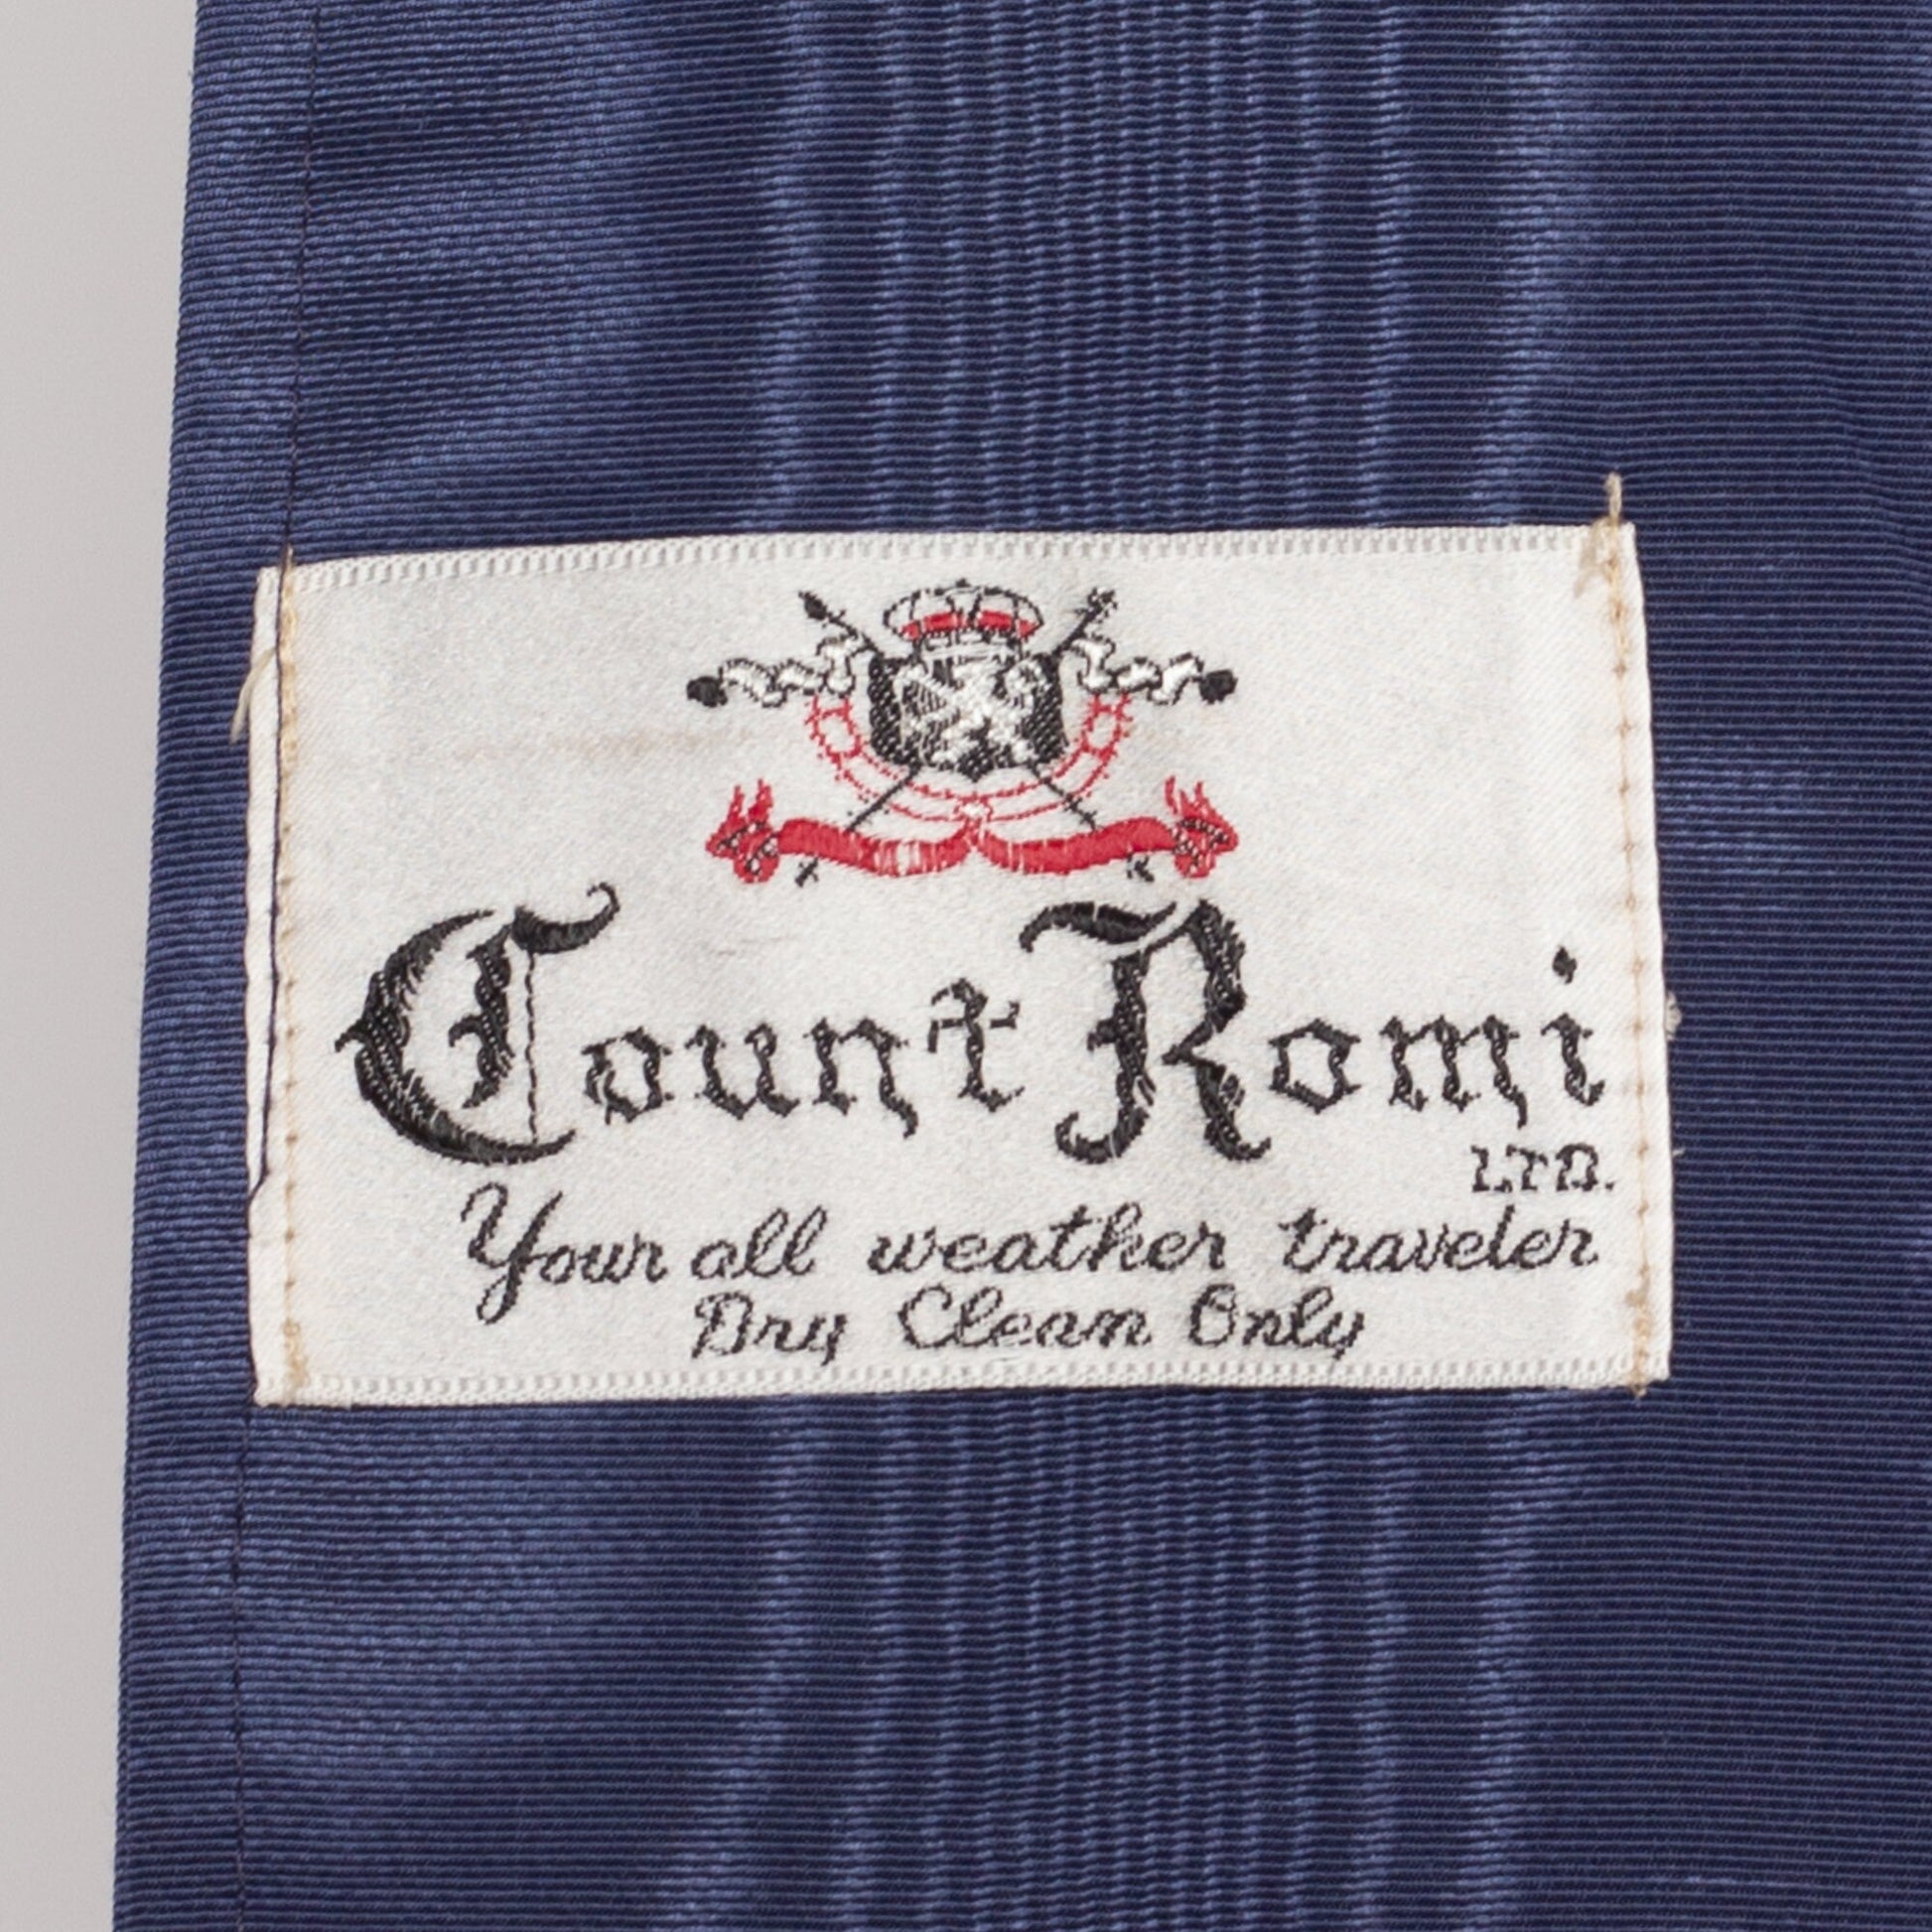 Count Romi
LTD.
Your all weather traveler
Dry Clean Only